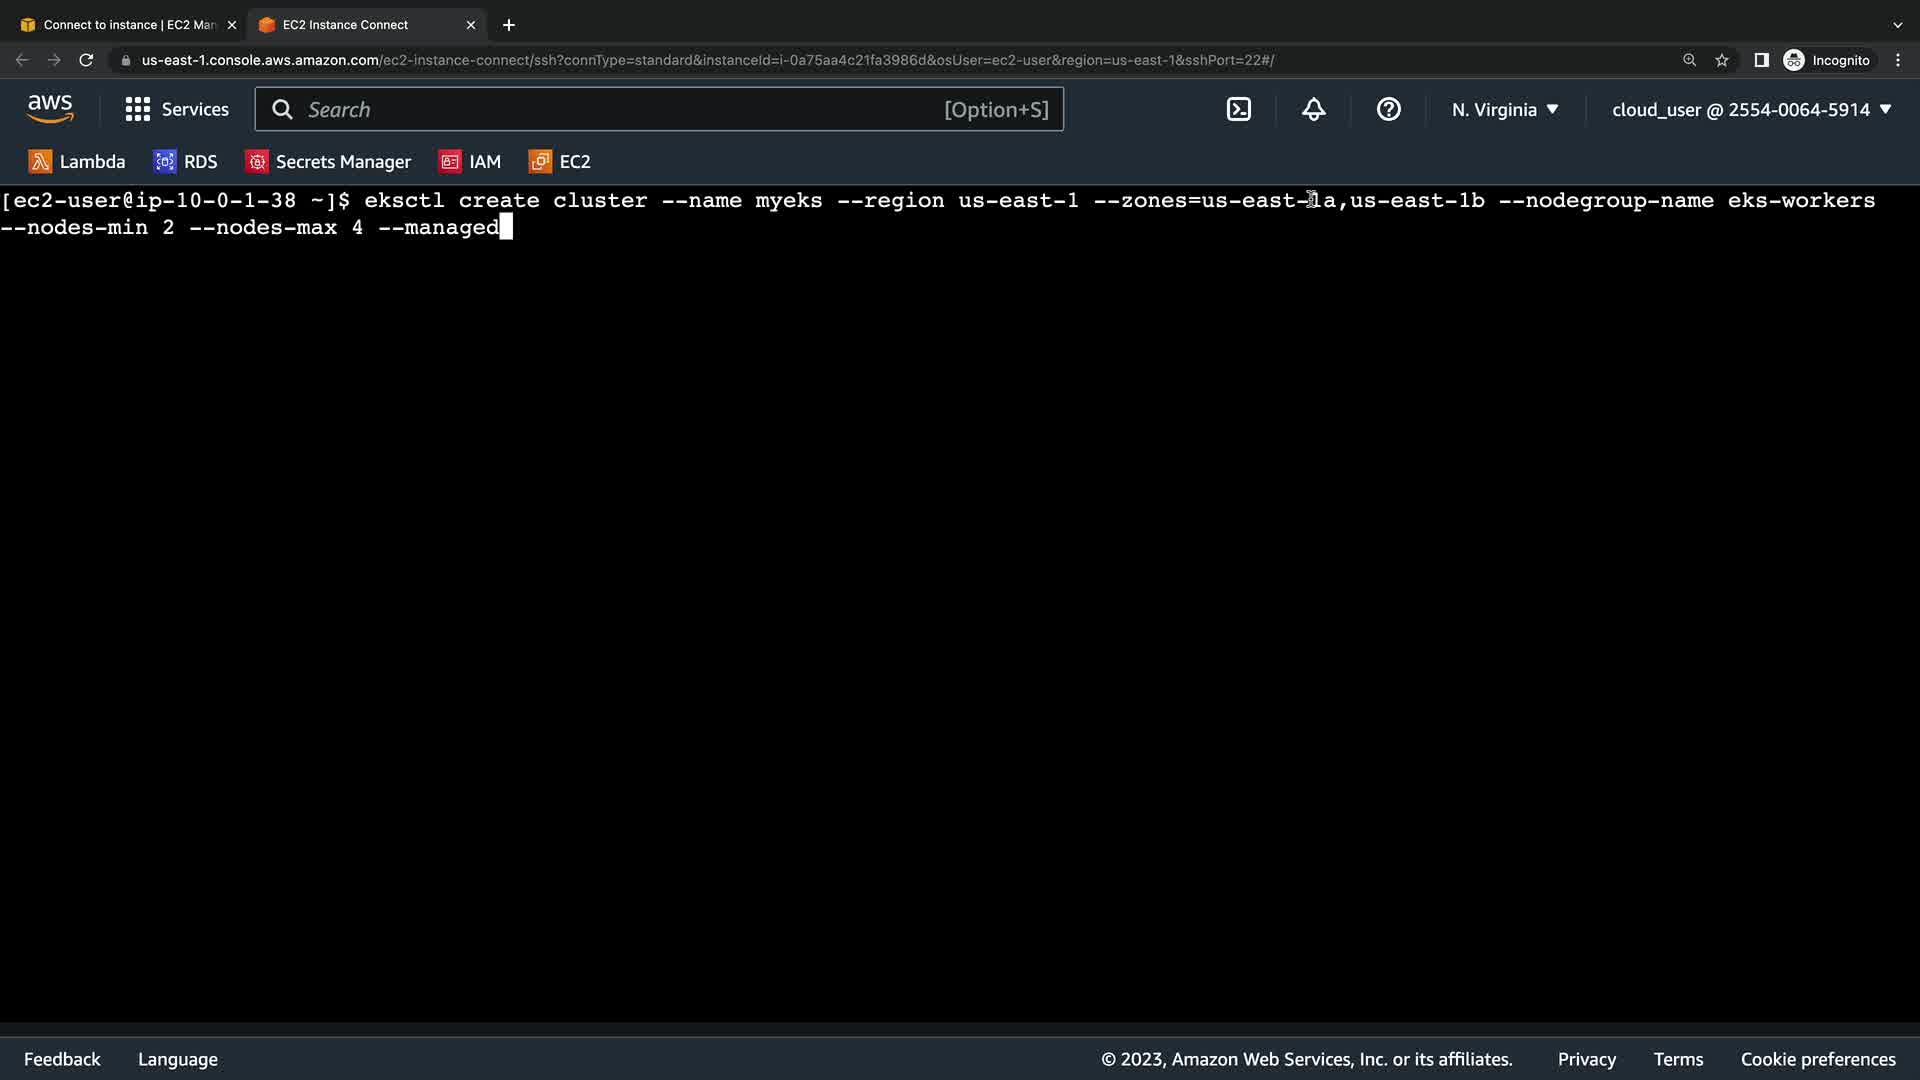 Connect to instance | EC2 Man
EC2 Instance Connect
us-east-1.console.aws.amazon.com/ec2-instance-connect/ssh?connType=standard&instanceId=i-0a75aa4c21fa3986d&osUser=ec2-user&region=us-east-1&sshPort=22#/
Incognito
aws
Services
Search
[Option+S]
N. Virginia
cloud_user @ 2554-0064-5914
Lambda
RDS
Secrets Manager
IAM
EC2
[ec2-user@ip-10-0-1-38 ~]$ eksctl create cluster --name myeks --region us-east-1 --zones=us-east-1a,us-east-1b --nodegroup-name eks-workers
--nodes-min 2 --nodes-max 4 --managed
Feedback
Language
© 2023, Amazon Web Services, Inc. or its affiliates.
Privacy
Terms
Cookie preferences